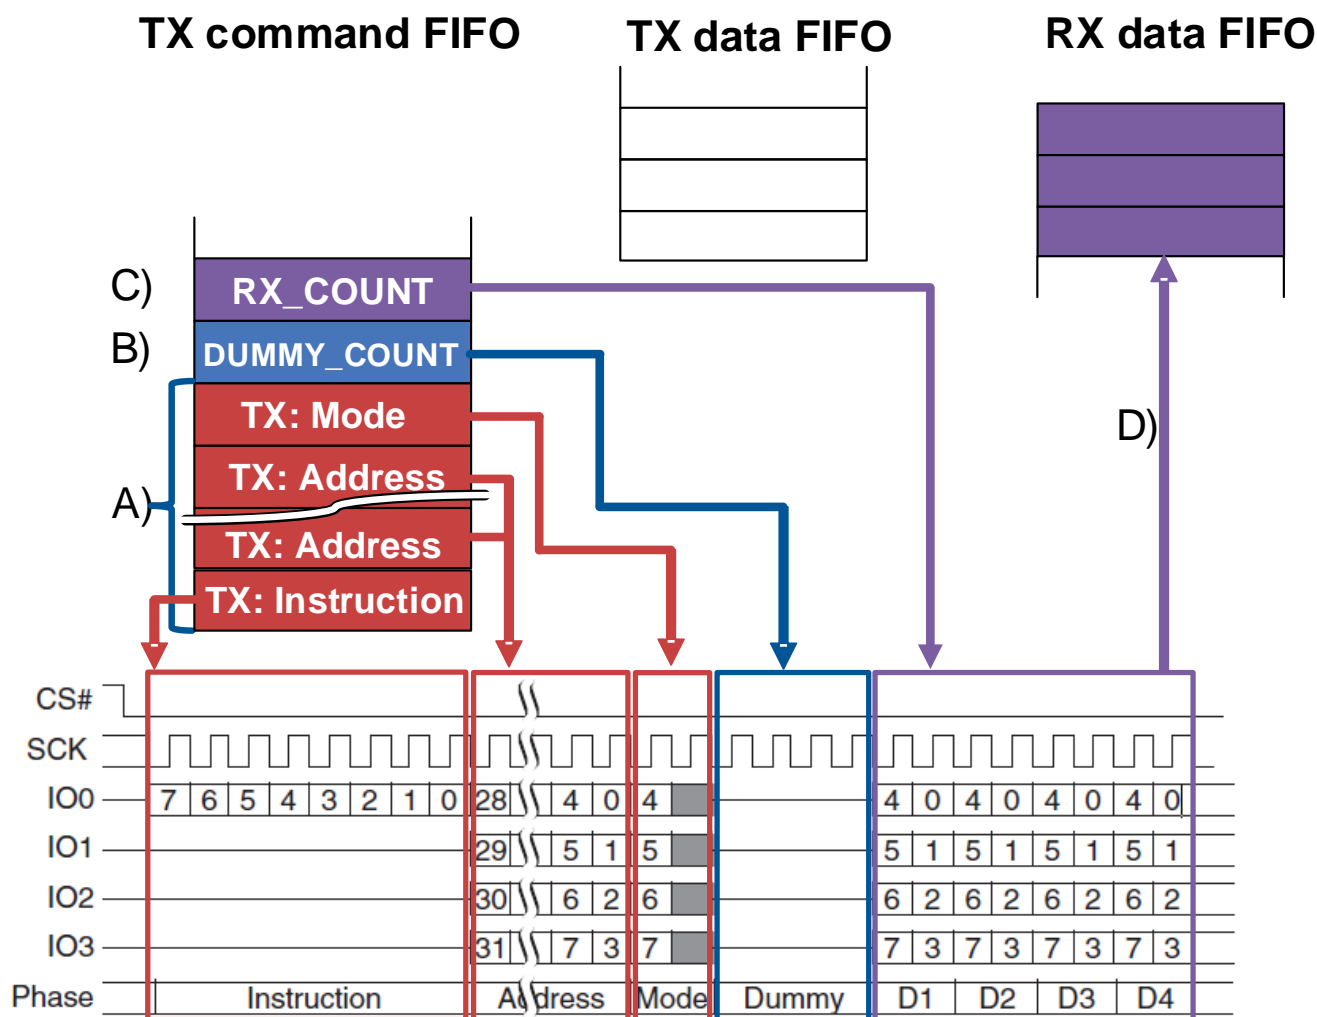 TX command FIFO
TX data FIFO
RX data FIFO
C)
RX_COUNT
B)
DUMMY_COUNT
TX: Mode
D)
TX: Address
A)
TX: Address
TX: Instruction
CS#
SCK
IO0 7 6 5 4 3 2 1 0 28 4 0 4 4 0 4 0 4 0 4 0
IO1 29 5 1 5 5 1 5 1 5 1 5 1
IO2 30 6 2 6 6 2 6 2 6 2 6 2
IO3 31 7 3 7 7 3 7 3 7 3 7 3
Phase Instruction Address Mode Dummy D1 D2 D3 D4